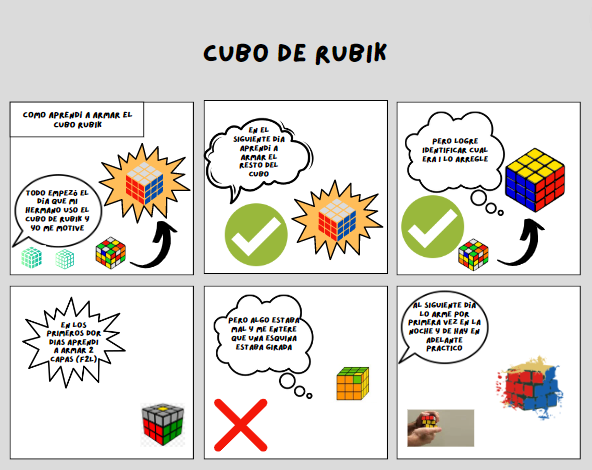 CUBO DE RUBIK
COMO APRENDÍ A ARMAR EL
CUBO RUBIK
TODO EMPEZÓ EL
DÍA QUE MI
HERMANO USO EL
CUBO DE RUBIK Y
YO ME MOTIVE
EN LOS
PRIMEROS DOR
DIAS APRENDI
A ARMAR 2
CAPAS (F2L)
EN EL
SIGUIENTE DÍA
APRENDÍ A
ARMAR EL
RESTO DEL
CUBO
PERO ALGO ESTABA
MAL Y ME ENTERE
QUE UNA ESQUINA
ESTABA GIRADA
PERO LOGRE
IDENTIFICAR CUAL
ERA I LO ARREGLE
AL SIGUIENTE DÍA
LO ARME POR
PRIMERA VEZ EN LA
NOCHE Y DE HAY EN
ADELANTE
PRACTICO